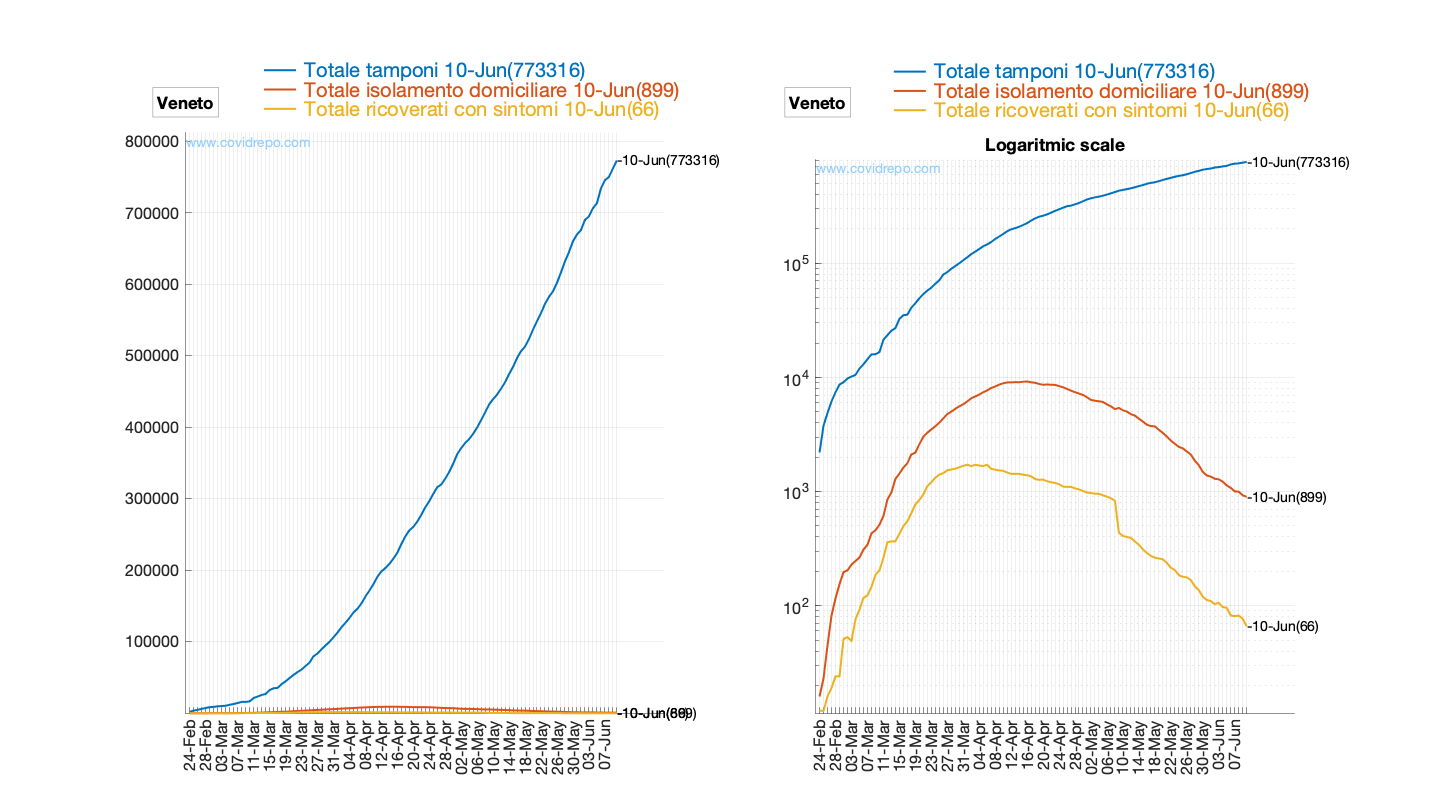 Totale tamponi 10-Jun(773316)
Totale isolamento domiciliare 10-Jun(899)
Totale ricoverati con sintomi 10-Jun(66)
Veneto
www.covidrepo.com
800000
700000
600000
500000
400000
300000
200000
100000
-10-Jun(773316)
24-Feb
28-Feb
03-Mar
07-Mar
11-Mar
15-Mar
19-Mar
23-Mar
27-Mar
31-Mar
04-Apr
08-Apr
12-Apr
16-Apr
20-Apr
24-Apr
28-Apr
02-May
06-May
10-May
14-May
18-May
22-May
26-May
30-May
03-Jun
07-Jun
Totale tamponi 10-Jun(773316)
Totale isolamento domiciliare 10-Jun(899)
Totale ricoverati con sintomi 10-Jun(66)
Veneto
Logaritmic scale
www.covidrepo.com
10^5
10^4
10^3
10^2
-10-Jun(773316)
-10-Jun(899)
-10-Jun(66)
24-Feb
28-Feb
03-Mar
07-Mar
11-Mar
15-Mar
19-Mar
23-Mar
27-Mar
31-Mar
04-Apr
08-Apr
12-Apr
16-Apr
20-Apr
24-Apr
28-Apr
02-May
06-May
10-May
14-May
18-May
22-May
26-May
30-May
03-Jun
07-Jun